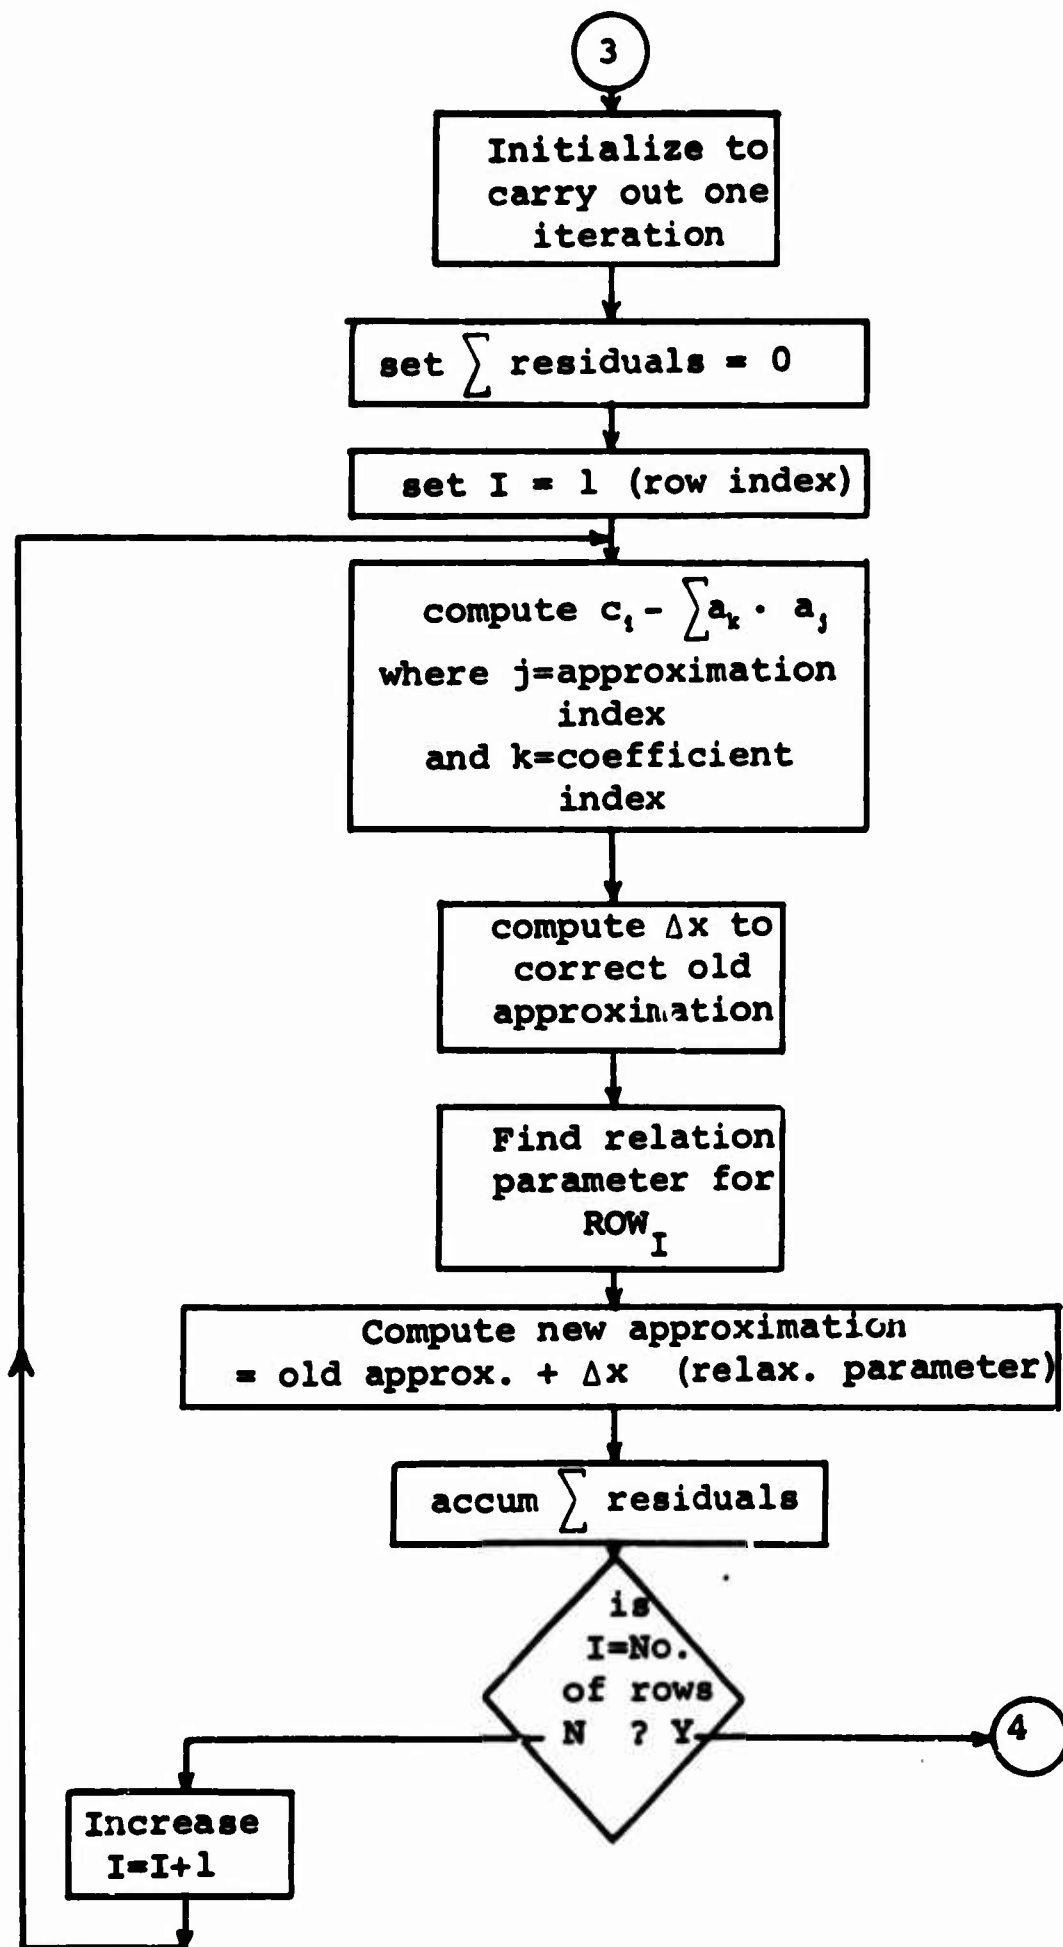 3
Initialize to
carry out one
iteration
set ∑ residuals = 0
set I = 1 (row index)
compute c_i - ∑a_k · a_j
where j=approximation
index
and k=coefficient
index
compute Δx to
correct old
approximation
Find relation
parameter for
ROW_I
Compute new approximation
= old approx. + Δx (relax. parameter)
accum ∑ residuals
is
I=No.
of rows
N ? Y
4
Increase
I=I+1